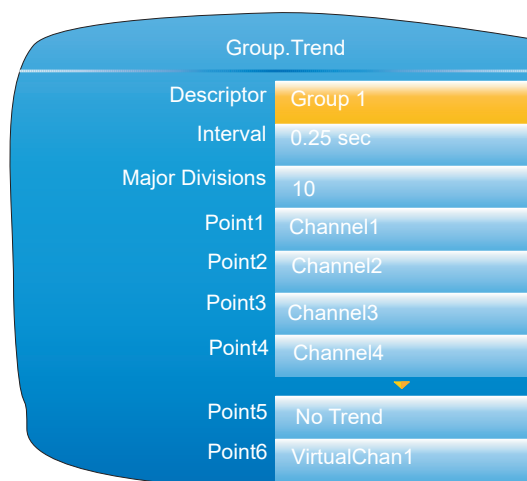 Group.Trend
Descriptor Group 1
Interval 0.25 sec
Major Divisions 10
Point1 Channel1
Point2 Channel2
Point3 Channel3
Point4 Channel4
Point5 No Trend
Point6 VirtualChan1